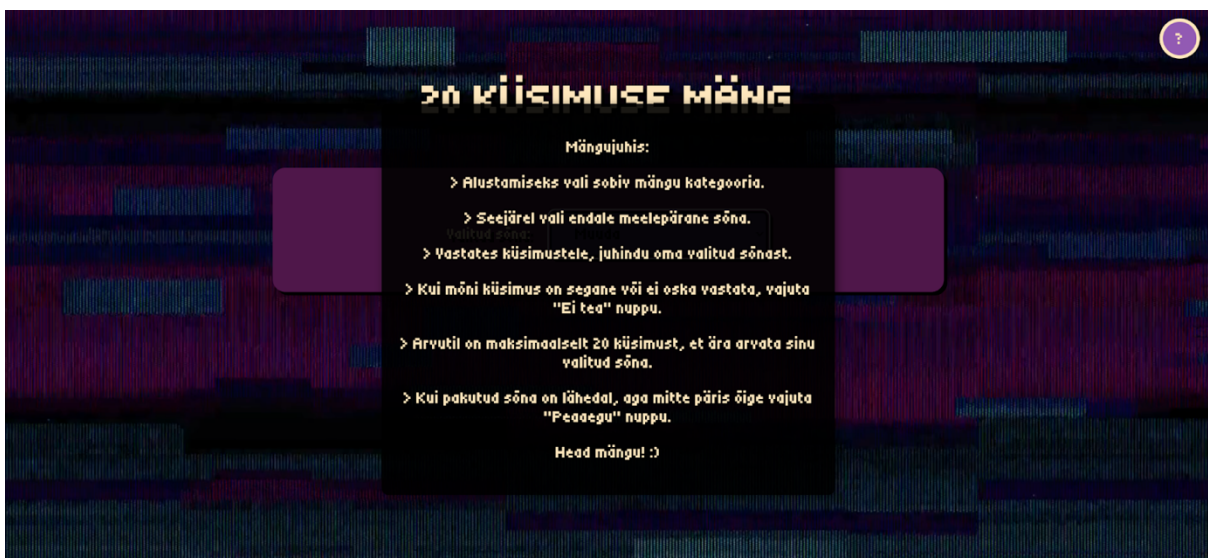 ?
20 KÜSIMUSE MÄNG
Mängujuhis:
> Alustamiseks vali sobiv mängu kategooria.
> Seejärel vali endale meelepärane sõna.
Valitud sõna:
> Vastates küsimustele, juhindu oma valitud sõnast.
> Kui mõni küsimus on segane või ei oska vastata, vajuta
"Ei tea" nuppu.
> Arvutil on maksimaalselt 20 küsimust, et ära arvata sinu
valitud sõna.
> Kui pakutud sõna on lähedal, aga mitte päris õige vajuta
"Peaaegu" nuppu.
Head mängu! :)